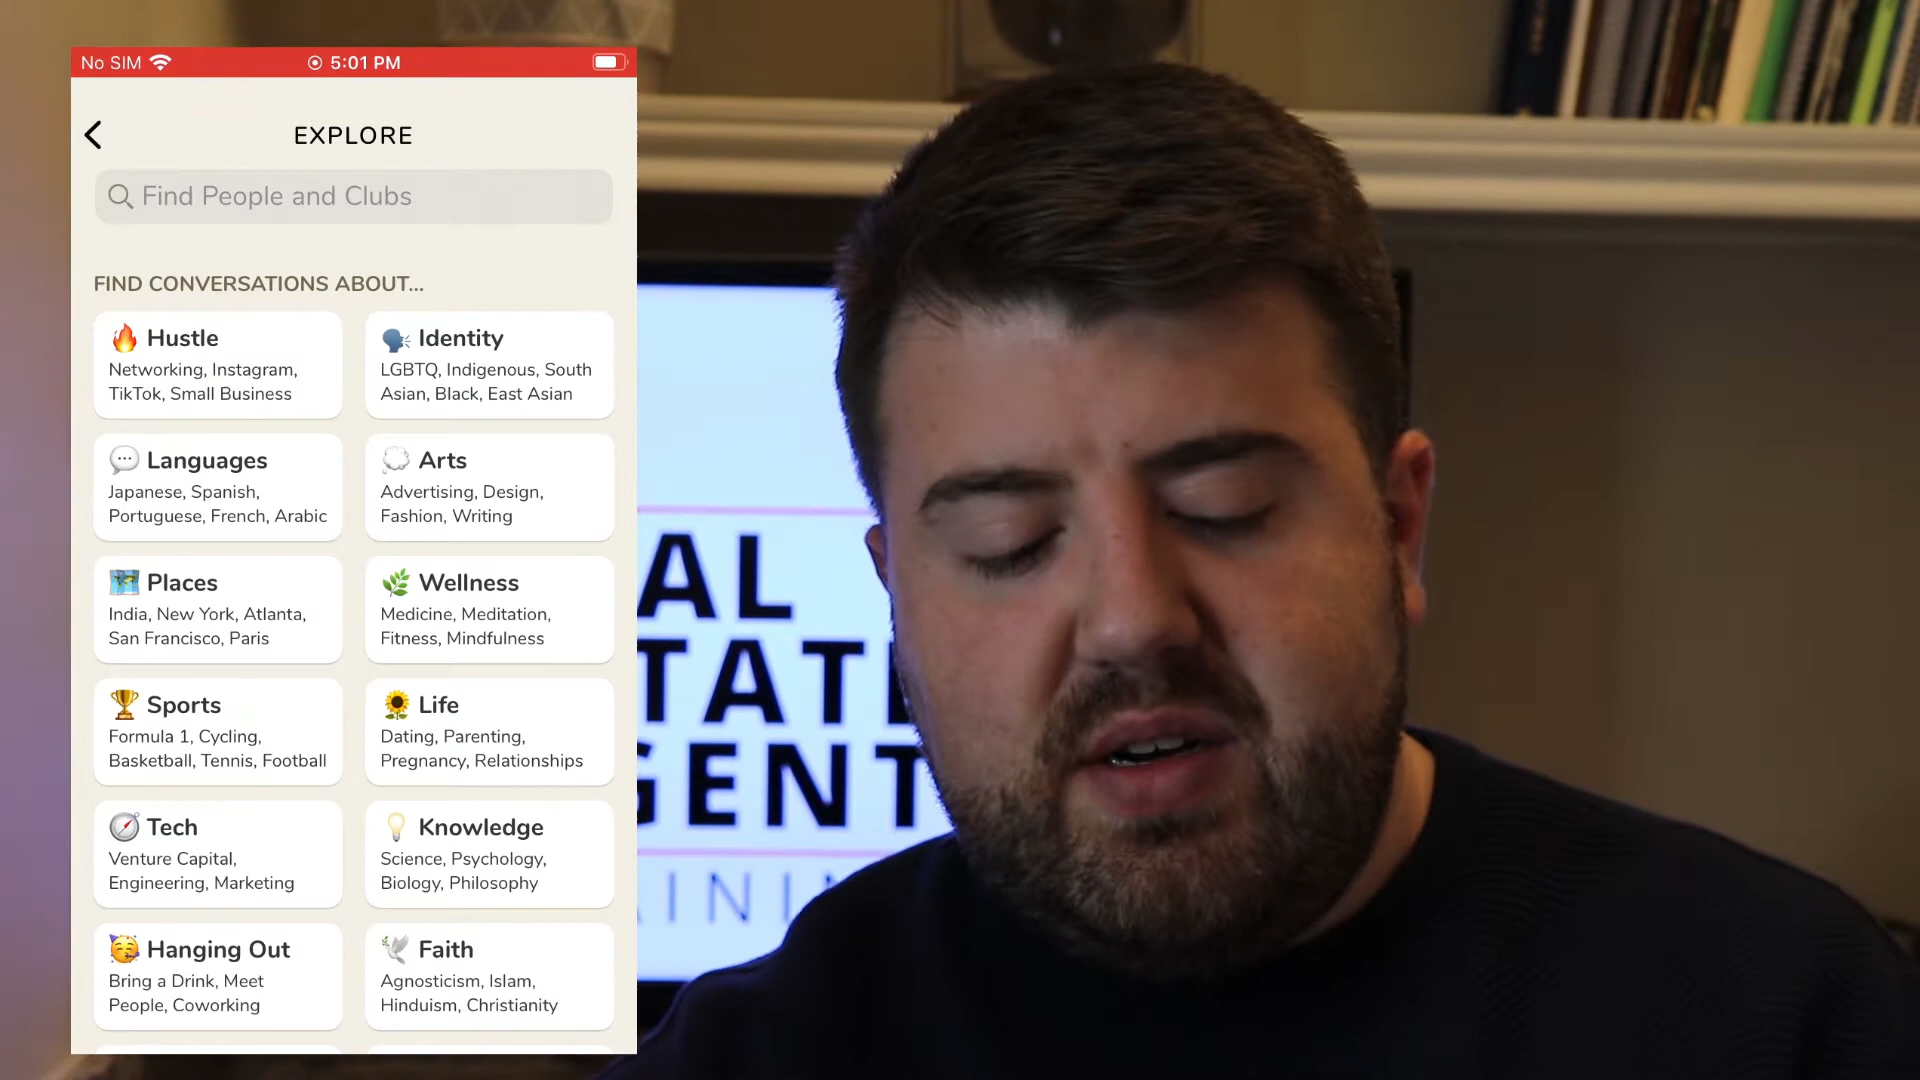 No SIM
5:01 PM
EXPLORE
Find People and Clubs
FIND CONVERSATIONS ABOUT...
Hustle
Networking, Instagram,
TikTok, Small Business
Identity
LGBTQ, Indigenous, South
Asian, Black, East Asian
Languages
Japanese, Spanish,
Portuguese, French, Arabic
Arts
Advertising, Design,
Fashion, Writing
Places
India, New York, Atlanta,
San Francisco, Paris
Wellness
Medicine, Meditation,
Fitness, Mindfulness
Sports
Formula 1, Cycling,
Basketball, Tennis, Football
Life
Dating, Parenting,
Pregnancy, Relationships
Tech
Venture Capital,
Engineering, Marketing
Knowledge
Science, Psychology,
Biology, Philosophy
Hanging Out
Bring a Drink, Meet
People, Coworking
Faith
Agnosticism, Islam,
Hinduism, Christianity
AL
TATE
GENT
ININ